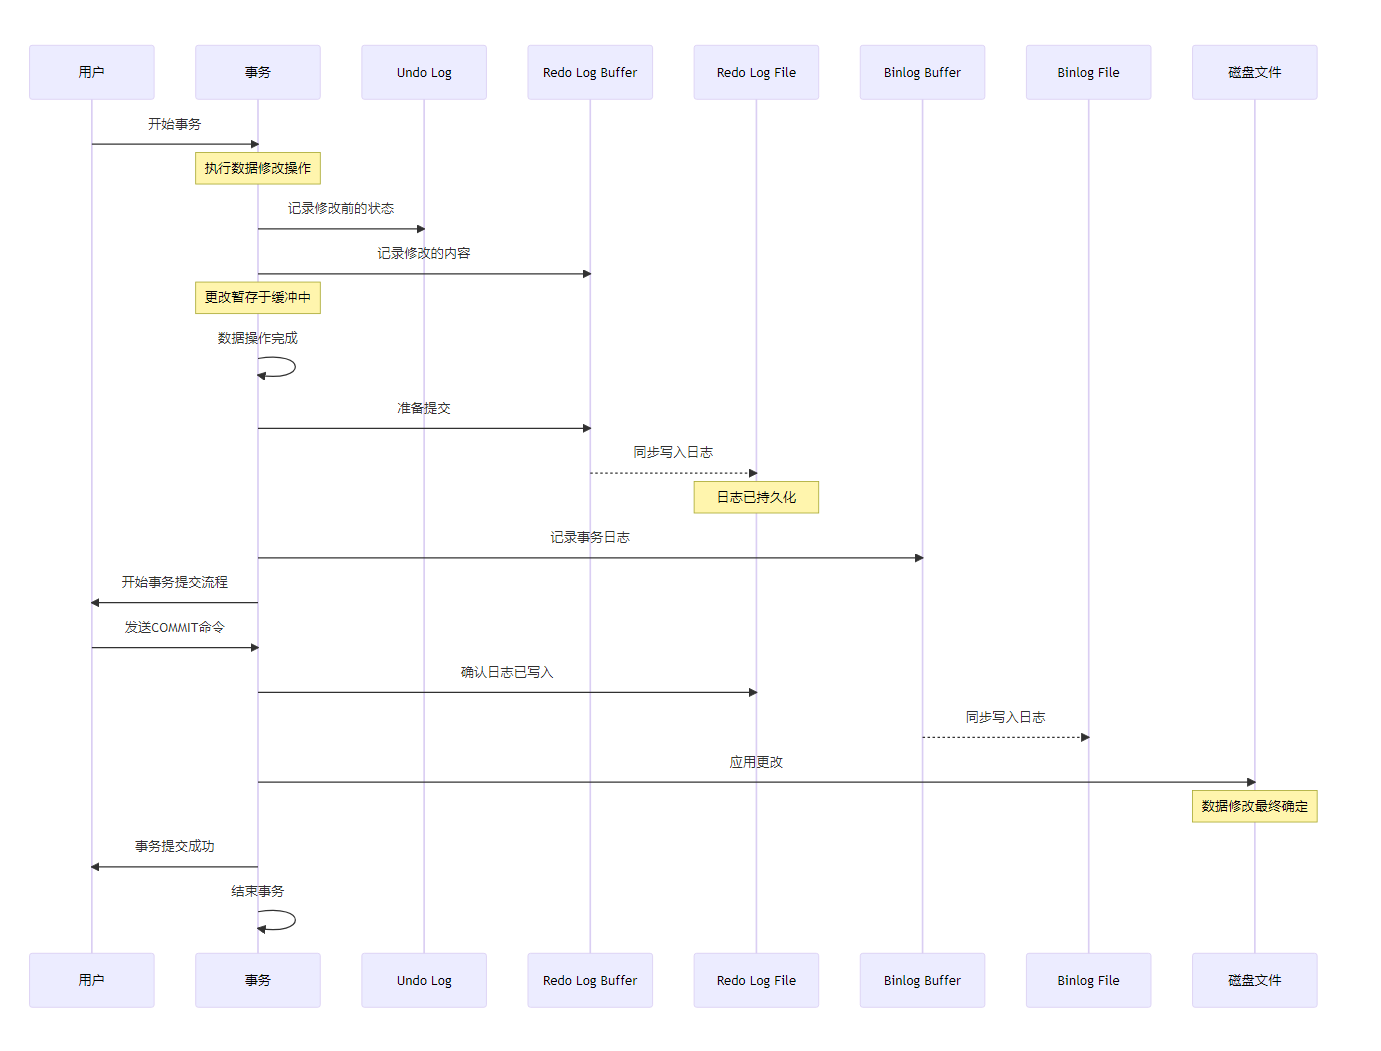 用户
事务
Undo Log
Redo Log Buffer
Redo Log File
Binlog Buffer
Binlog File
磁盘文件
开始事务
执行数据修改操作
记录修改前的状态
记录修改的内容
更改暂存于缓冲中
数据操作完成
准备提交
同步写入日志
日志已持久化
记录事务日志
开始事务提交流程
发送COMMIT命令
确认日志已写入
同步写入日志
应用更改
数据修改最终确定
事务提交成功
结束事务
用户
事务
Undo Log
Redo Log Buffer
Redo Log File
Binlog Buffer
Binlog File
磁盘文件